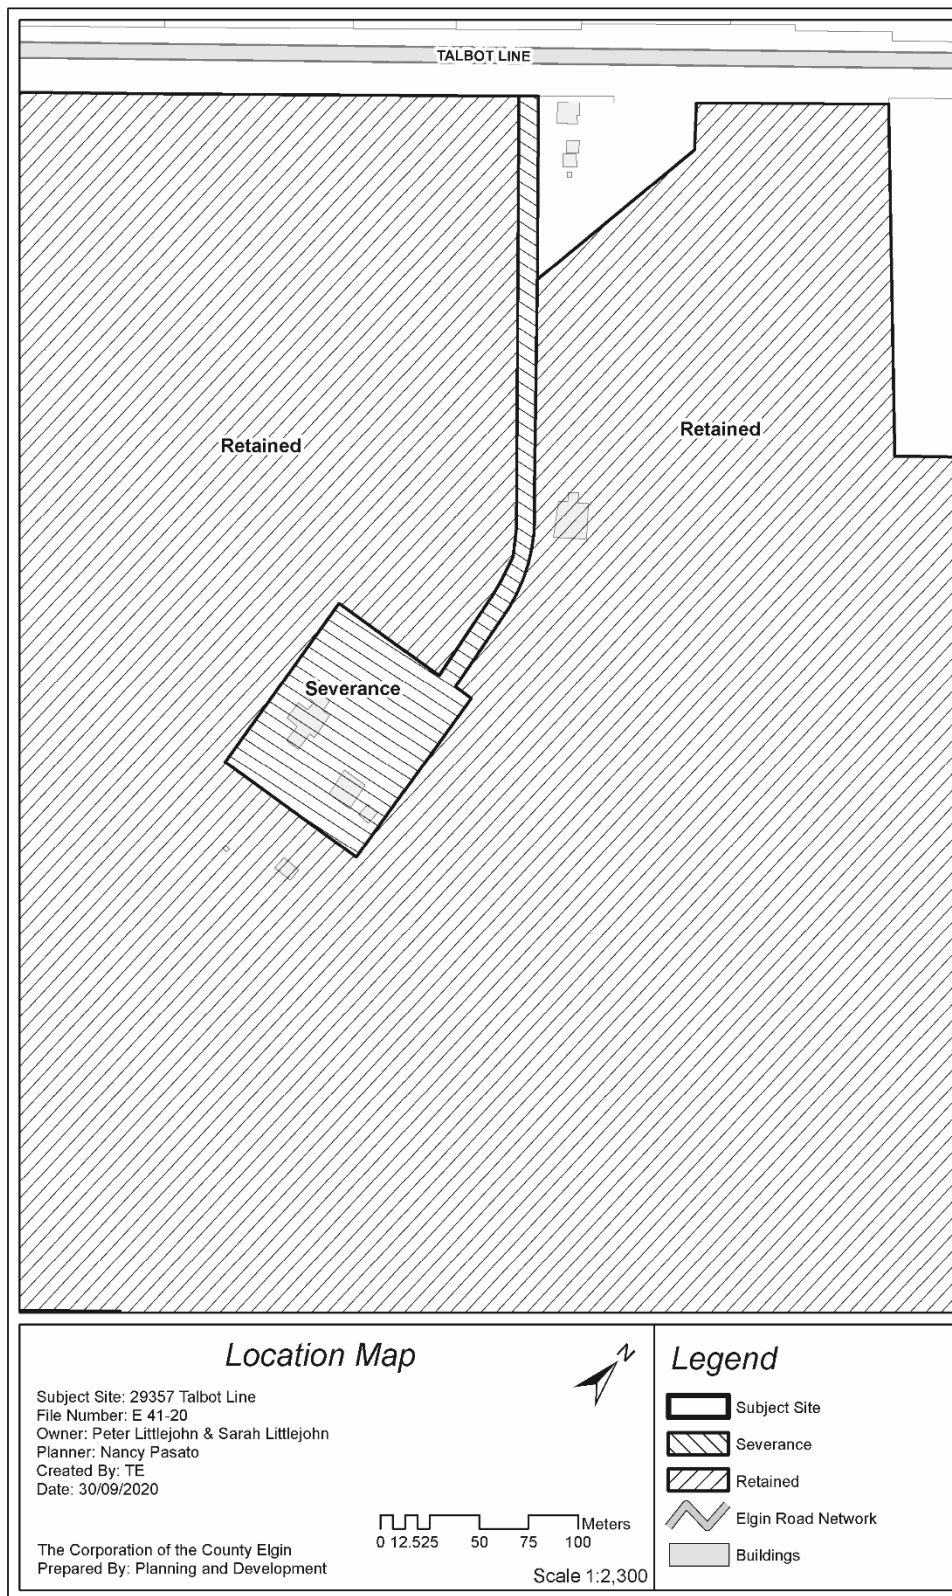 TALBOT LINE
Retained
Retained
Severance
Location Map
Subject Site: 29357 Talbot Line
File Number: E 41-20
Owner: Peter Littlejohn & Sarah Littlejohn
Planner: Nancy Pasato
Created By: TE
Date: 30/09/2020
The Corporation of the County Elgin
Prepared By: Planning and Development
N
Meters
0 12.525 50 75 100
Scale 1:2,300
Legend
Subject Site
Severance
Retained
Elgin Road Network
Buildings